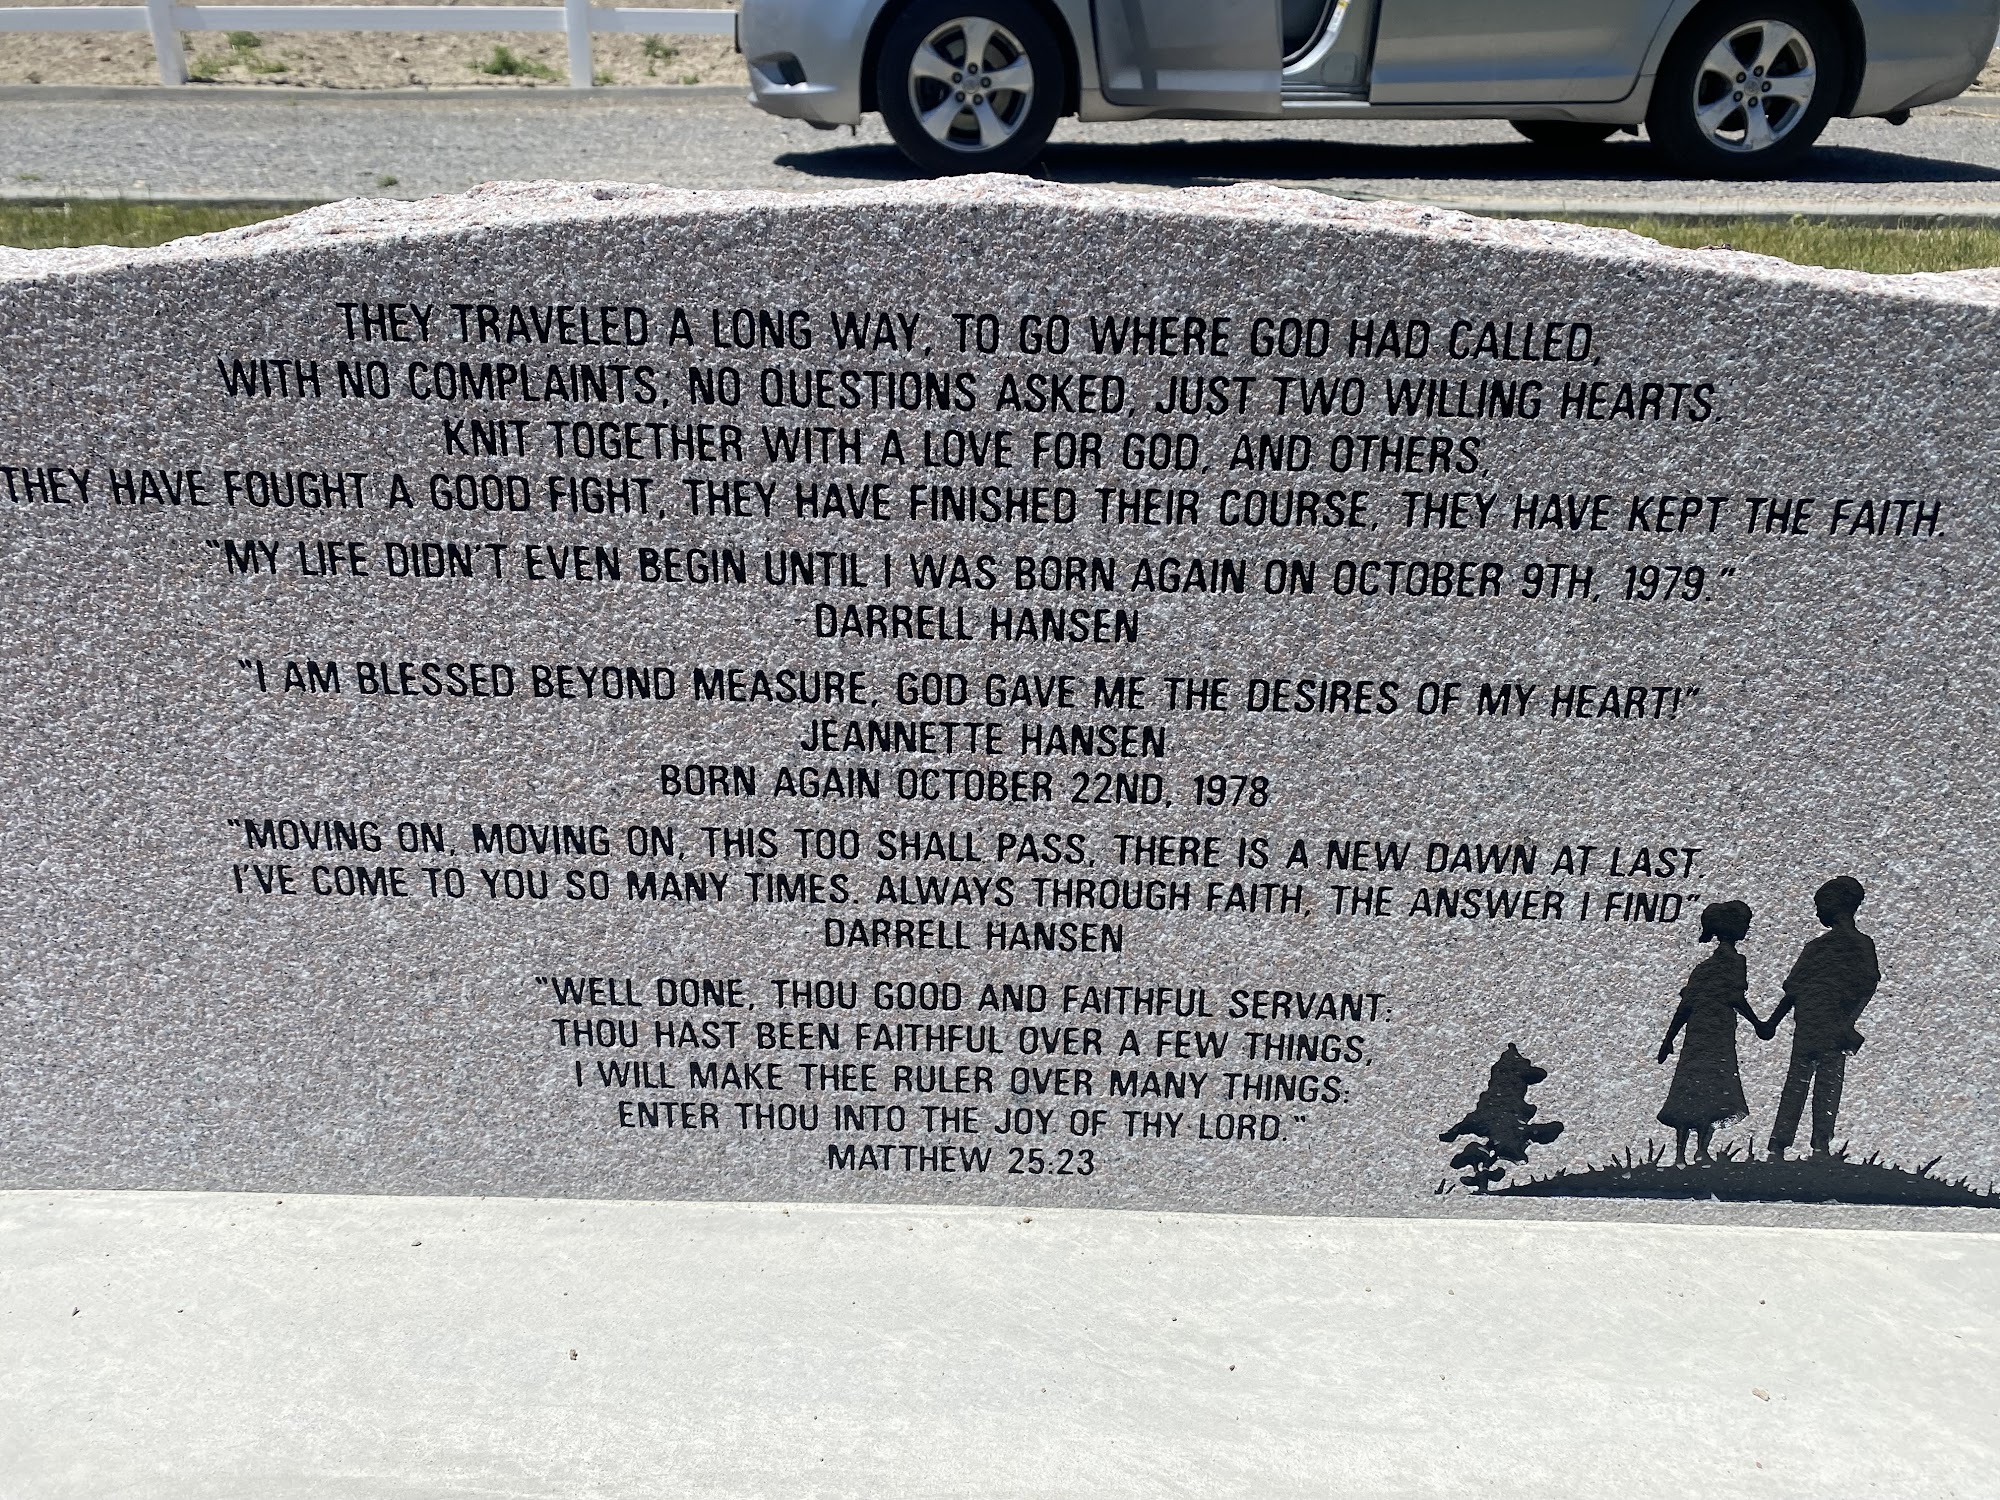 THEY TRAVELED A LONG WAY, TO GO WHERE GOD HAD CALLED,
WITH NO COMPLAINTS, NO QUESTIONS ASKED, JUST TWO WILLING HEARTS,
KNIT TOGETHER WITH A LOVE FOR GOD, AND OTHERS,
THEY HAVE FOUGHT A GOOD FIGHT, THEY HAVE FINISHED THEIR COURSE, THEY HAVE KEPT THE FAITH.
"MY LIFE DIDN'T EVEN BEGIN UNTIL I WAS BORN AGAIN ON OCTOBER 9TH, 1979."
DARRELL HANSEN
"I AM BLESSED BEYOND MEASURE, GOD GAVE ME THE DESIRES OF MY HEART!"
JEANNETTE HANSEN
BORN AGAIN OCTOBER 22ND, 1978
"MOVING ON, MOVING ON, THIS TOO SHALL PASS, THERE IS A NEW DAWN AT LAST.
I'VE COME TO YOU SO MANY TIMES. ALWAYS THROUGH FAITH, THE ANSWER I FIND"
DARRELL HANSEN
"WELL DONE, THOU GOOD AND FAITHFUL SERVANT:
THOU HAST BEEN FAITHFUL OVER A FEW THINGS,
I WILL MAKE THEE RULER OVER MANY THINGS:
ENTER THOU INTO THE JOY OF THY LORD."
MATTHEW 25:23